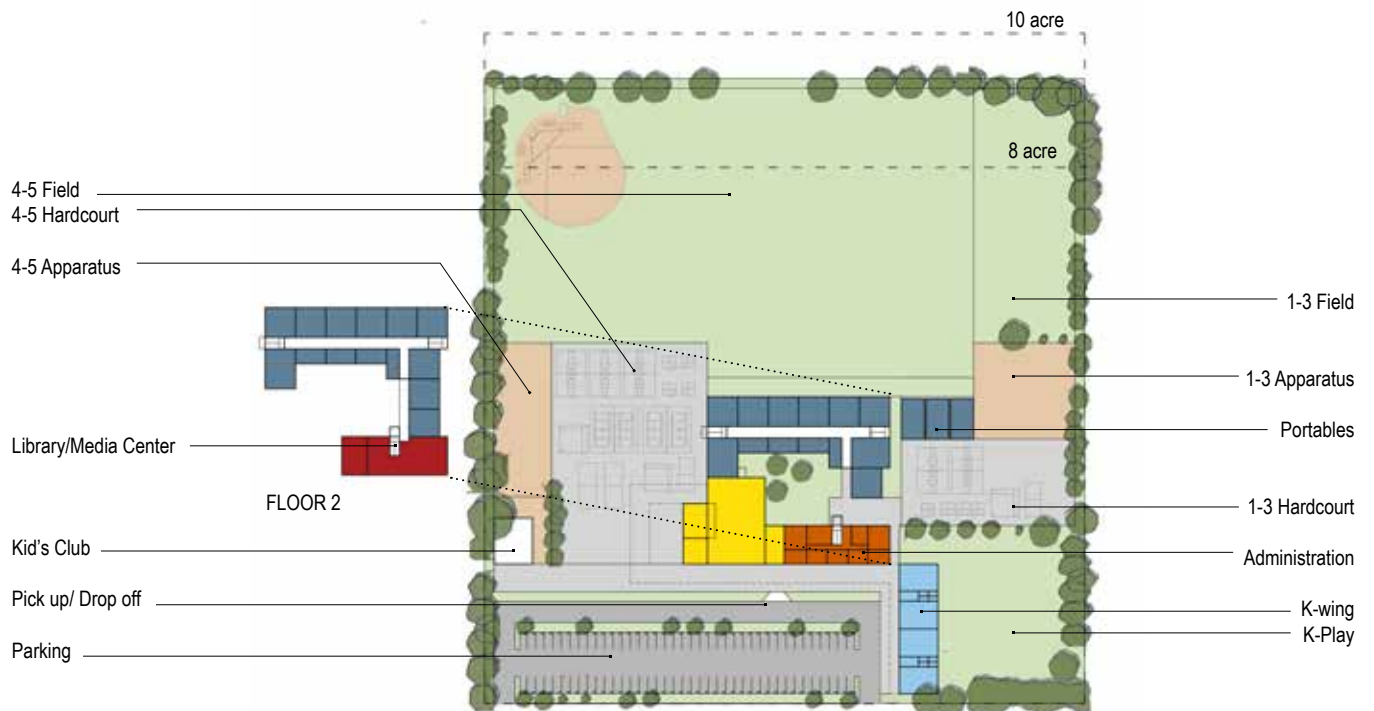 10 acre
8 acre
4-5 Field
4-5 Hardcourt
4-5 Apparatus
Library/Media Center
FLOOR 2
Kid's Club
Pick up/ Drop off
Parking
1-3 Field
1-3 Apparatus
Portables
1-3 Hardcourt
Administration
K-wing
K-Play